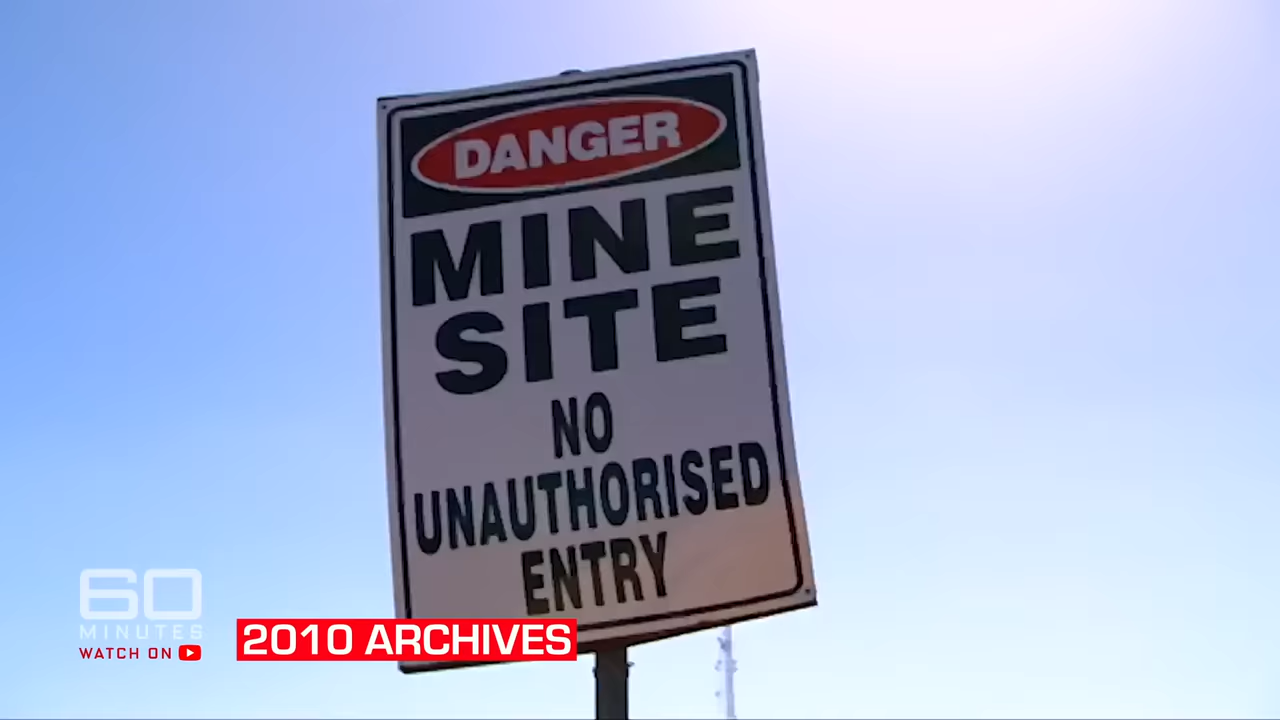 DANGER
MINE
SITE
NO
UNAUTHORISED
ENTRY
60
MINUTES
WATCH ON
2010 ARCHIVES